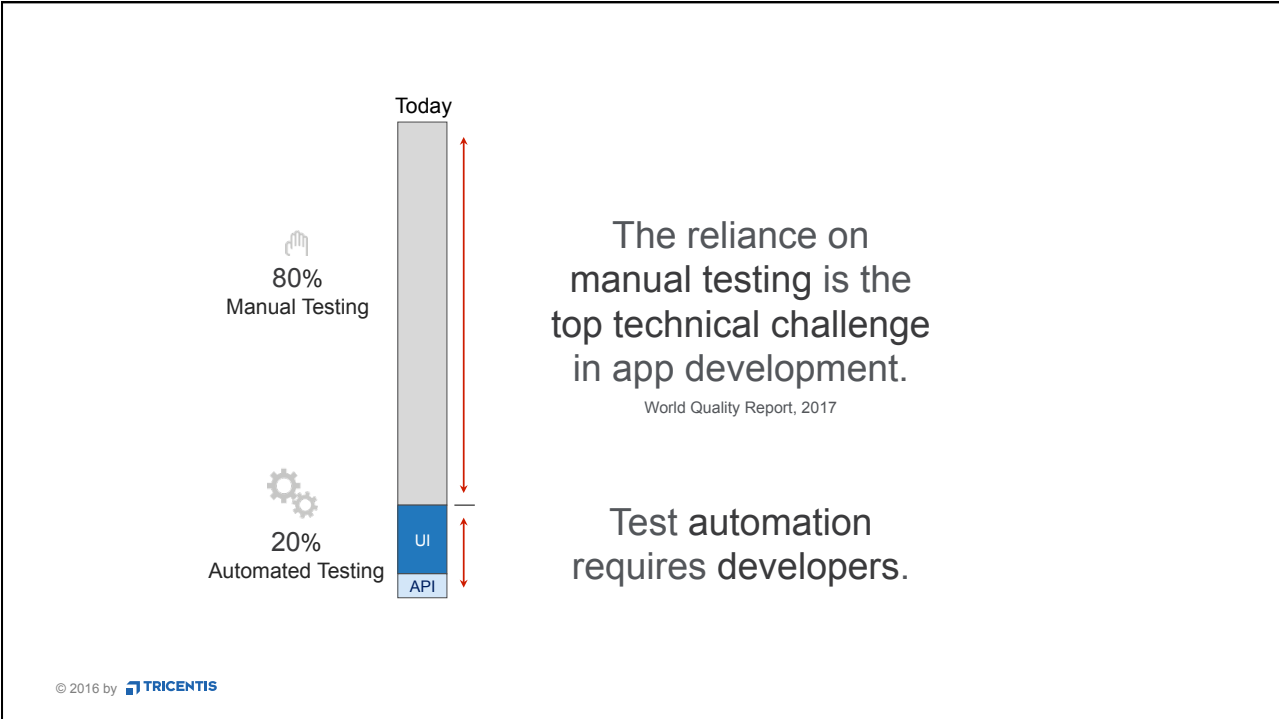 Today
80%
Manual Testing
The reliance on
manual testing is the
top technical challenge
in app development.
World Quality Report, 2017
20%
Automated Testing
UI
API
Test automation
requires developers.
© 2016 by TRICENTIS